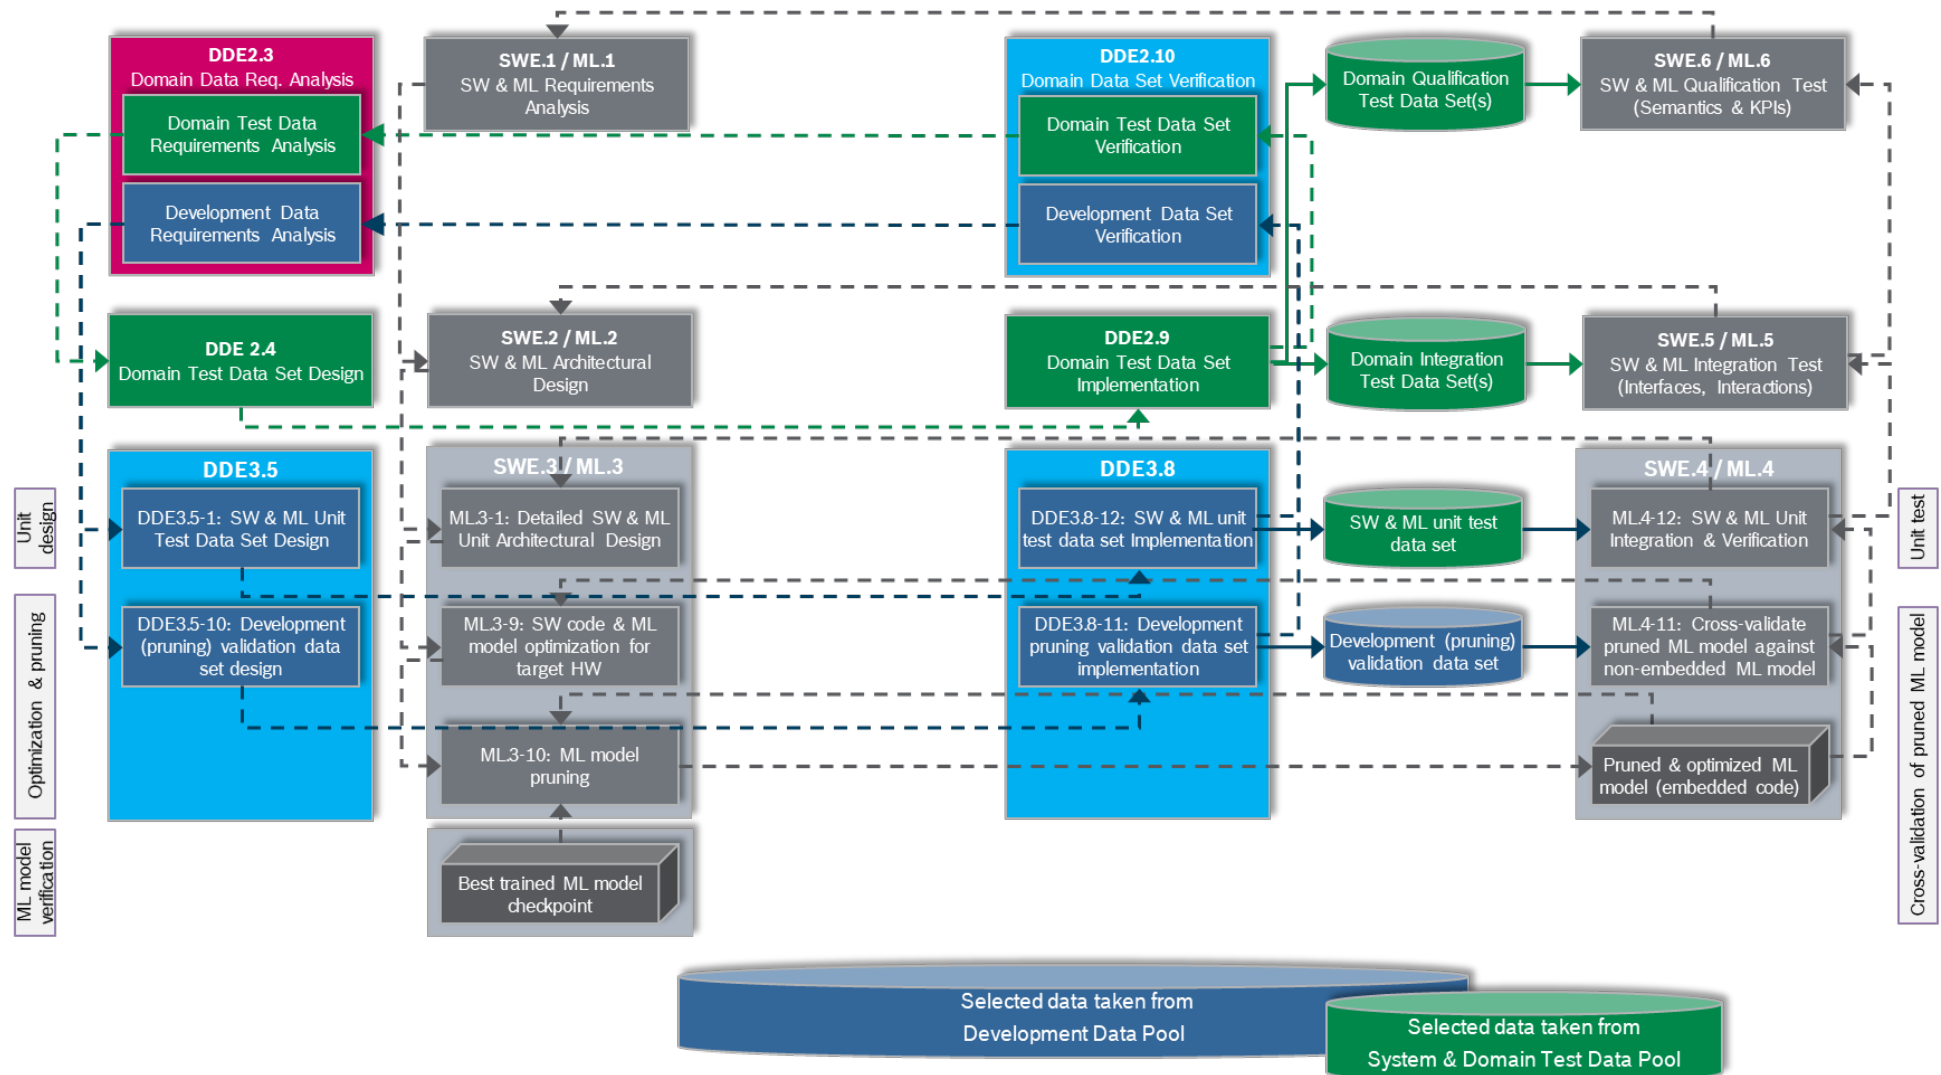 DDE2.3
Domain Data Req. Analysis
Domain Test Data
Requirements Analysis
Development Data
Requirements Analysis
SWE.1 / ML.1
SW & ML Requirements
Analysis
DDE2.10
Domain Data Set Verification
Domain Test Data Set
Verification
Development Data Set
Verification
Domain Qualification
Test Data Set(s)
SWE.6 / ML.6
SW & ML Qualification Test
(Semantics & KPIs)
DDE 2.4
Domain Test Data Set Design
SWE.2 / ML.2
SW & ML Architectural
Design
DDE2.9
Domain Test Data Set
Implementation
Domain Integration
Test Data Set(s)
SWE.5 / ML.5
SW & ML Integration Test
(Interfaces, Interactions)
Unit
design
Optimization & pruning
ML model
verification
DDE3.5
DDE3.5-1: SW & ML Unit
Test Data Set Design
DDE3.5-10: Development
(pruning) validation data
set design
SWE.3 / ML.3
ML.3-1: Detailed SW & ML
Unit Architectural Design
ML.3-9: SW code & ML
model optimization for
target HW
ML.3-10: ML model
pruning
Best trained ML model
checkpoint
DDE3.8
DDE3.8-12: SW & ML unit
test data set Implementation
DDE3.8-11: Development
pruning validation data set
implementation
SW & ML unit test
data set
Development (pruning)
validation data set
SWE.4 / ML.4
ML.4-12: SW & ML Unit
Integration & Verification
ML.4-11: Cross-validate
pruned ML model against
non-embedded ML model
Pruned & optimized ML
model (embedded code)
Unit test
Cross-validation of pruned ML model
Selected data taken from
Development Data Pool
Selected data taken from
System & Domain Test Data Pool